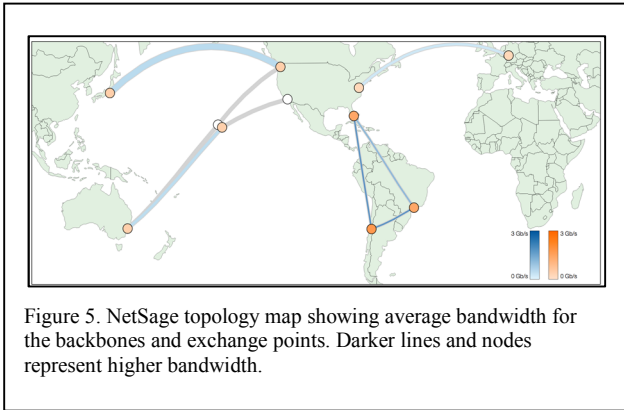 3 Gb/s
3 Gb/s
0 Gb/s
0 Gb/s
Figure 5. NetSage topology map showing average bandwidth for
the backbones and exchange points. Darker lines and nodes
represent higher bandwidth.